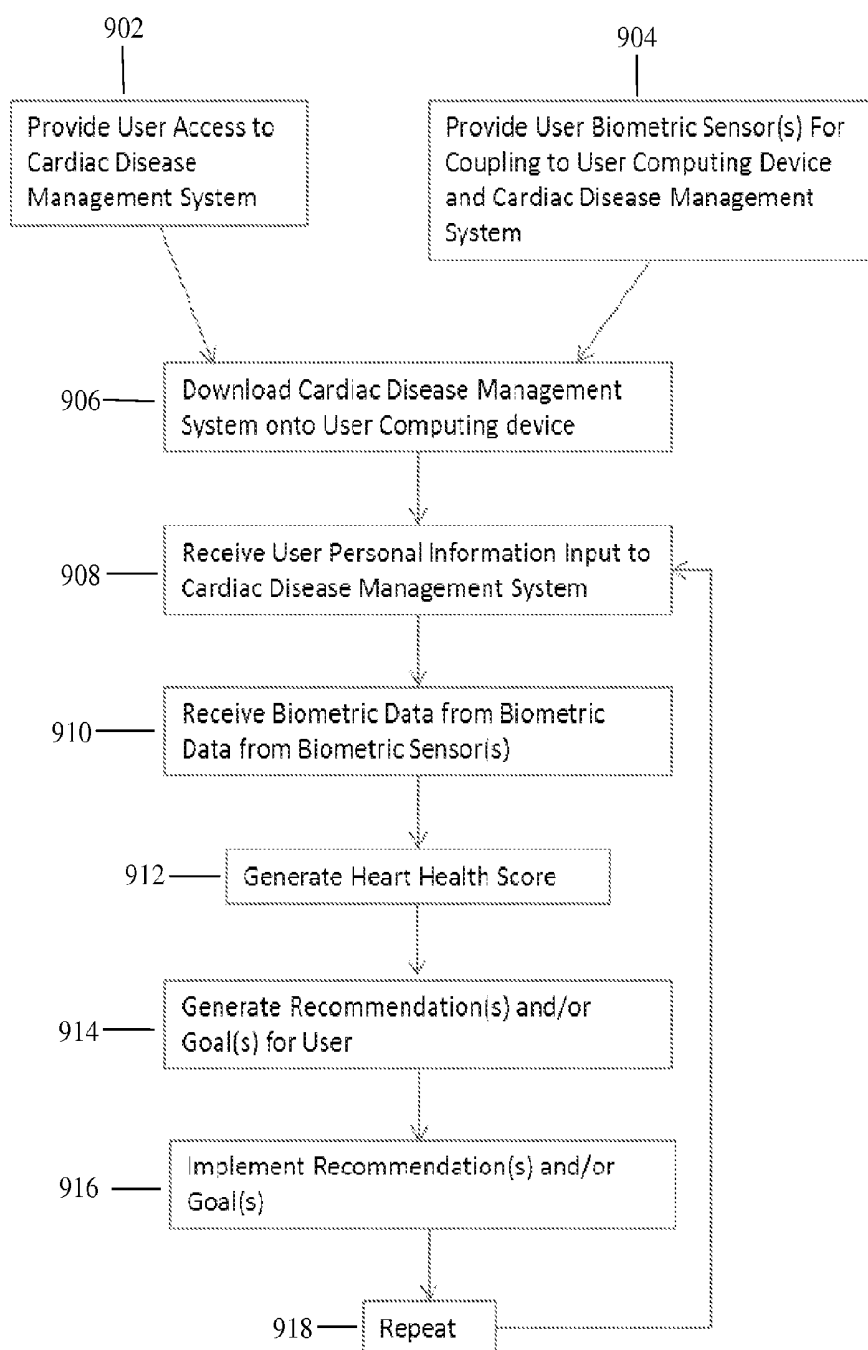 902
Provide User Access to
Cardiac Disease
Management System
904
Provide User Biometric Sensor(s) For
Coupling to User Computing Device
and Cardiac Disease Management
System
906
Download Cardiac Disease Management
System onto User Computing device
908
Receive User Personal Information Input to
Cardiac Disease Management System
910
Receive Biometric Data from Biometric
Data from Biometric Sensor(s)
912
Generate Heart Health Score
914
Generate Recommendation(s) and/or
Goal(s) for User
916
Implement Recommendation(s) and/or
Goal(s)
918
Repeat